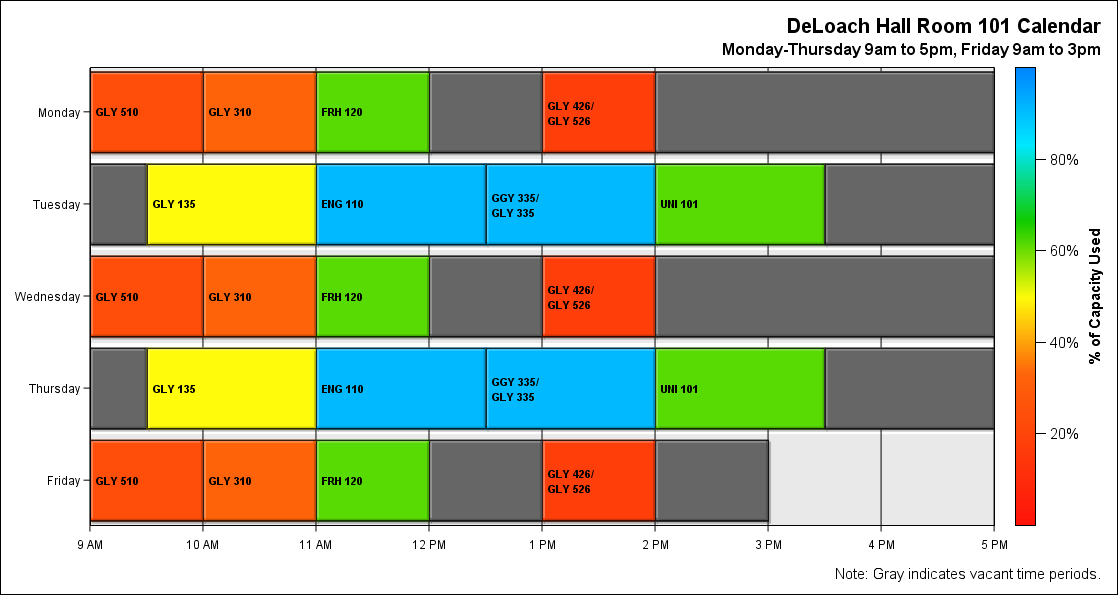 DeLoach Hall Room 101 Calendar
Monday-Thursday 9am to 5pm, Friday 9am to 3pm
Monday
GLY 510
GLY 310
FRH 120
GLY 426/
GLY 526
Tuesday
GLY 135
ENG 110
GGY 335/
GLY 335
UNI 101
Wednesday
GLY 510
GLY 310
FRH 120
GLY 426/
GLY 526
Thursday
GLY 135
ENG 110
GGY 335/
GLY 335
UNI 101
Friday
GLY 510
GLY 310
FRH 120
GLY 426/
GLY 526
9 AM
10 AM
11 AM
12 PM
1 PM
2 PM
3 PM
4 PM
5 PM
80%
60%
40%
20%
% of Capacity Used
Note: Gray indicates vacant time periods.